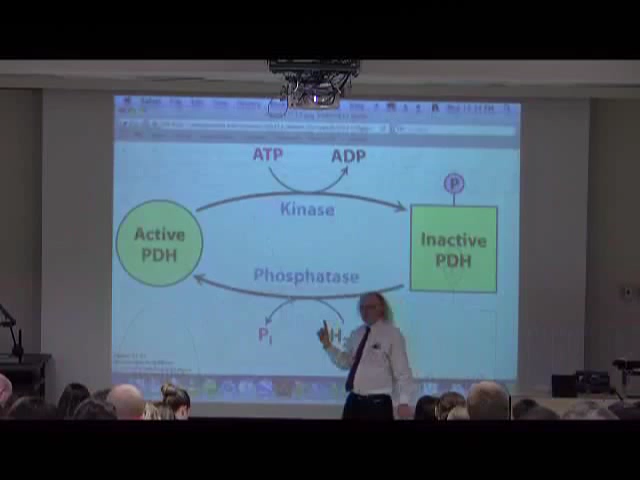 ATP
ADP
P
Kinase
Active
PDH
Inactive
PDH
Phosphatase
Pi
H